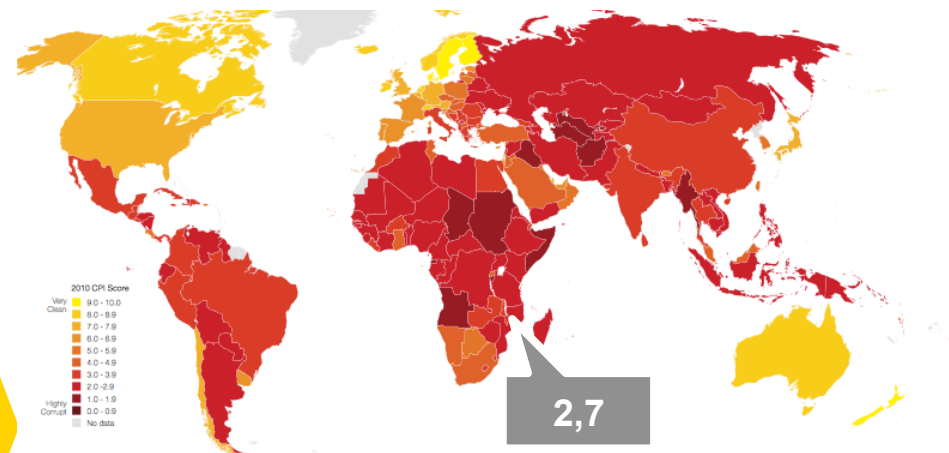 2010 CPI Score
Very
Clean
9.0 - 10.0
8.0 - 8.9
7.0 - 7.9
6.0 - 6.9
5.0 - 5.9
4.0 - 4.9
3.0 - 3.9
2.0 -2.9
1.0 - 1.9
Highly
Corrupt
0.0 - 0.9
No data
2,7